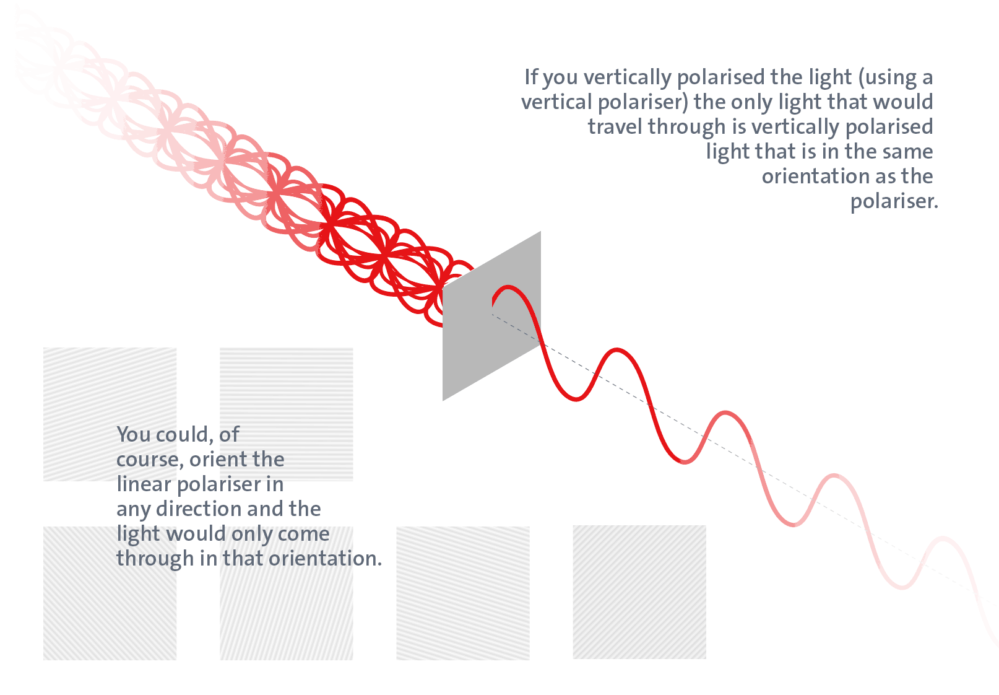 If you vertically polarised the light (using a
vertical polariser) the only light that would
travel through is vertically polarised
light that is in the same
orientation as the
polariser.
You could, of
course, orient the
linear polariser in
any direction and the
light would only come
through in that orientation.